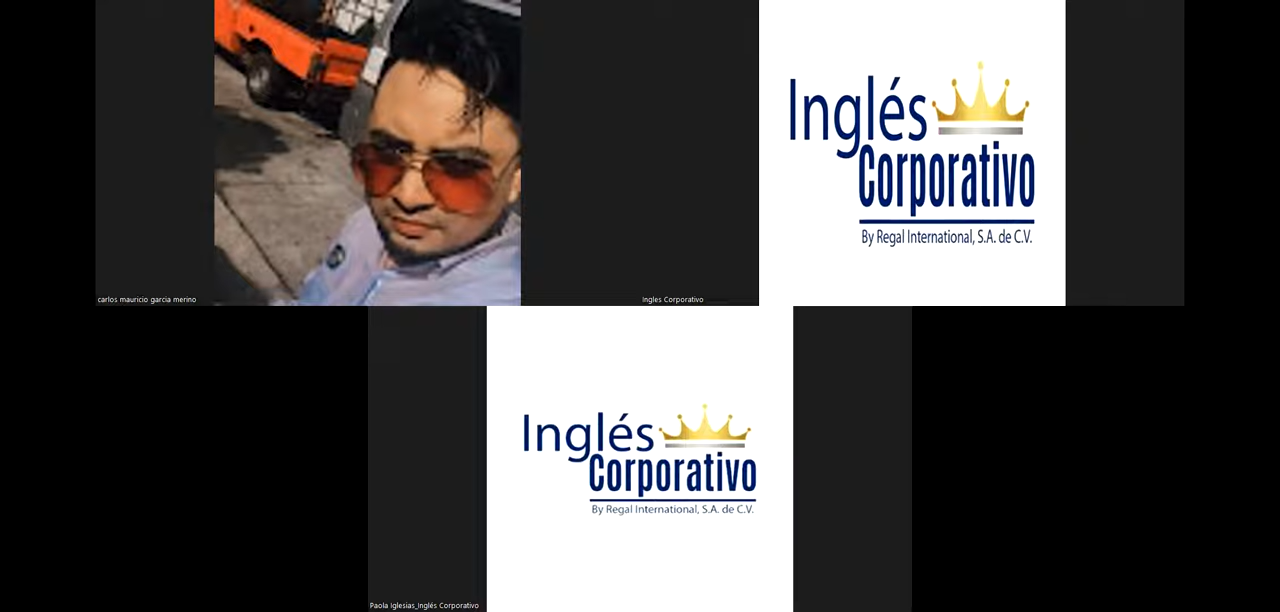 Inglés
Corporativo
By Regal International, S.A. de C.V.
carlos mauricio garcia merino
Ingles Corporativo
Inglés
Corporativo
By Regal International, S.A. de C.V.
Paola Iglesias_Inglés Corporativo